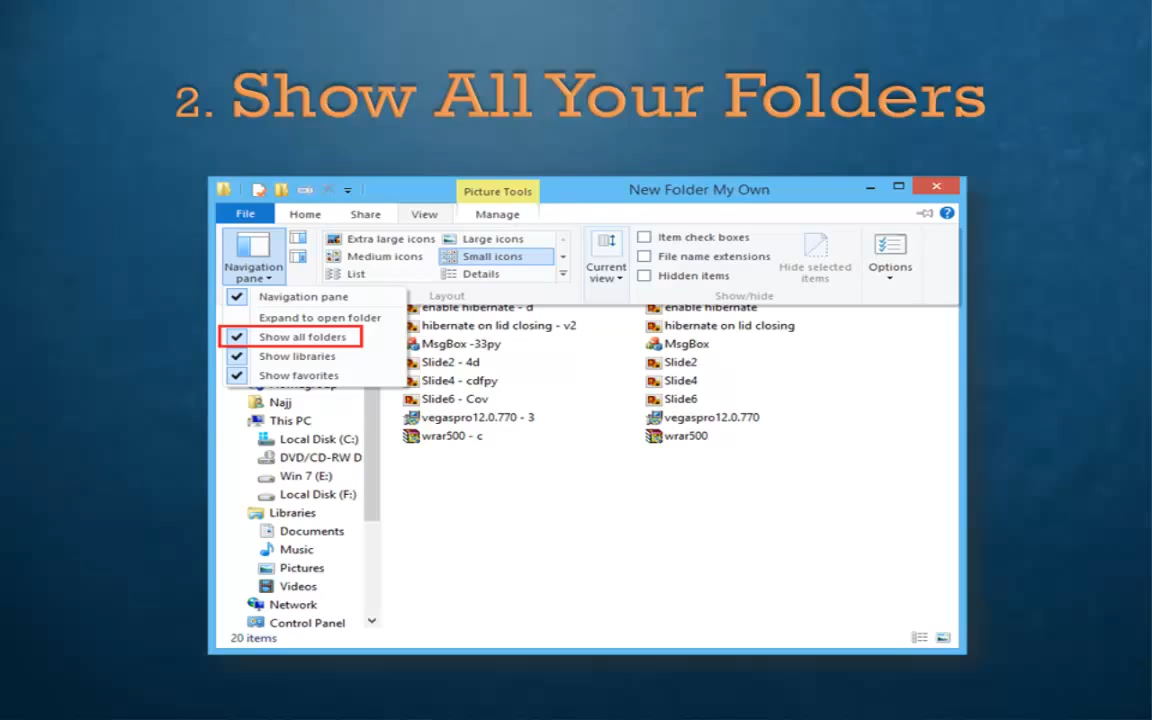 2. Show All Your Folders
Picture Tools
New Folder My Own
File Home Share View Manage
Navigation pane
Extra large icons Large icons
Medium icons Small icons
List Details
Layout
Current view
Item check boxes
File name extensions
Hidden items
Hide selected items
Show/hide
Options
Navigation pane
Expand to open folder
Show all folders
Show libraries
Show favorites
Homegroup
Najj
This PC
Local Disk (C:)
DVD/CD-RW D
Win 7 (E:)
Local Disk (F:)
Libraries
Documents
Music
Pictures
Videos
Network
Control Panel
enable hibernate - d
hibernate on lid closing - v2
MsgBox -33py
Slide2 - 4d
Slide4 - cdfpy
Slide6 - Cov
vegaspro12.0.770 - 3
wrar500 - c
enable hibernate
hibernate on lid closing
MsgBox
Slide2
Slide4
Slide6
vegaspro12.0.770
wrar500
20 items